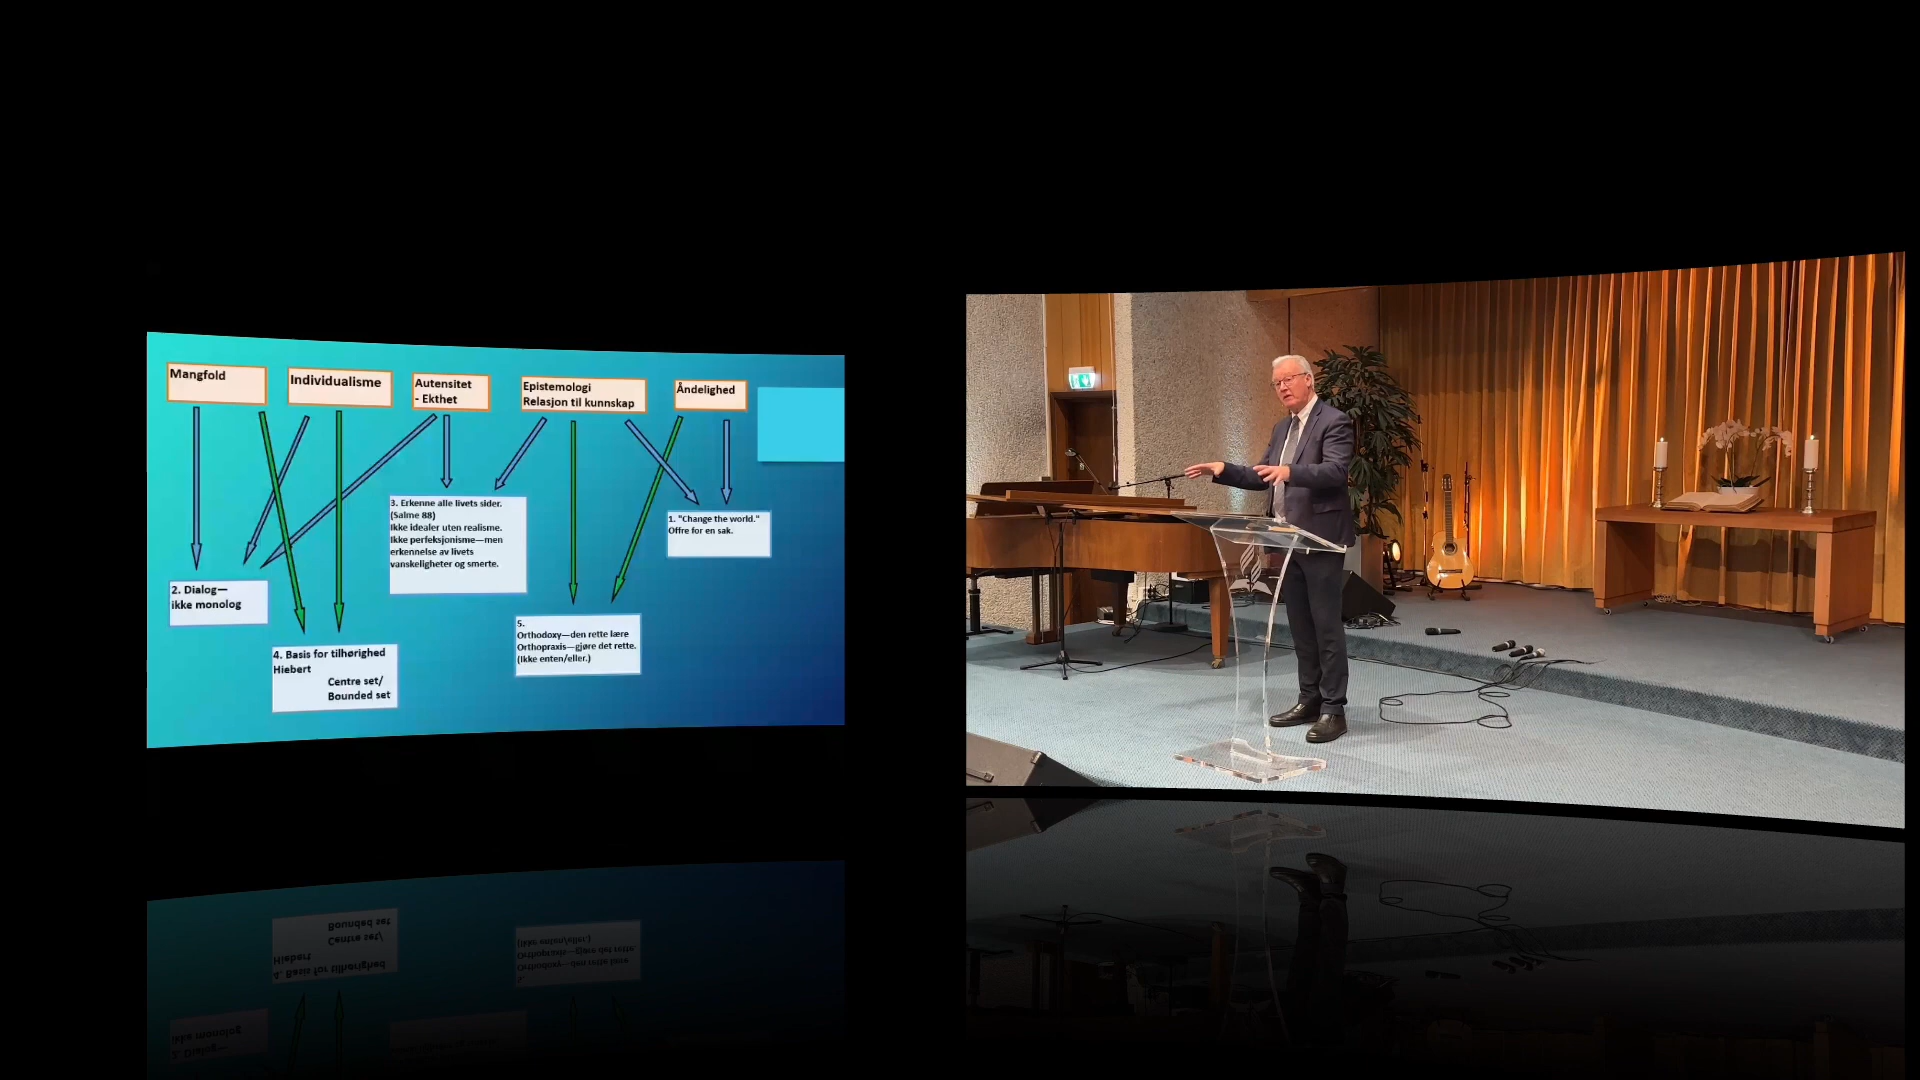 Mangfold
Individualisme
Autensitet
- Ekthet
Epistemologi
Relasjon til kunnskap
Åndelighed
3. Erkenne alle livets sider.
(Salme 88)
Ikke idealer uten realisme.
Ikke perfeksjonisme—men
erkennelse av livets
vanskeligheter og smerte.
1. "Change the world."
Offre for en sak.
2. Dialog—
ikke monolog
5.
Orthodoxy—den rette lære
Orthopraxis—gjøre det rette.
(Ikke enten/eller.)
4. Basis for tilhørighed
Hiebert
Centre set/
Bounded set